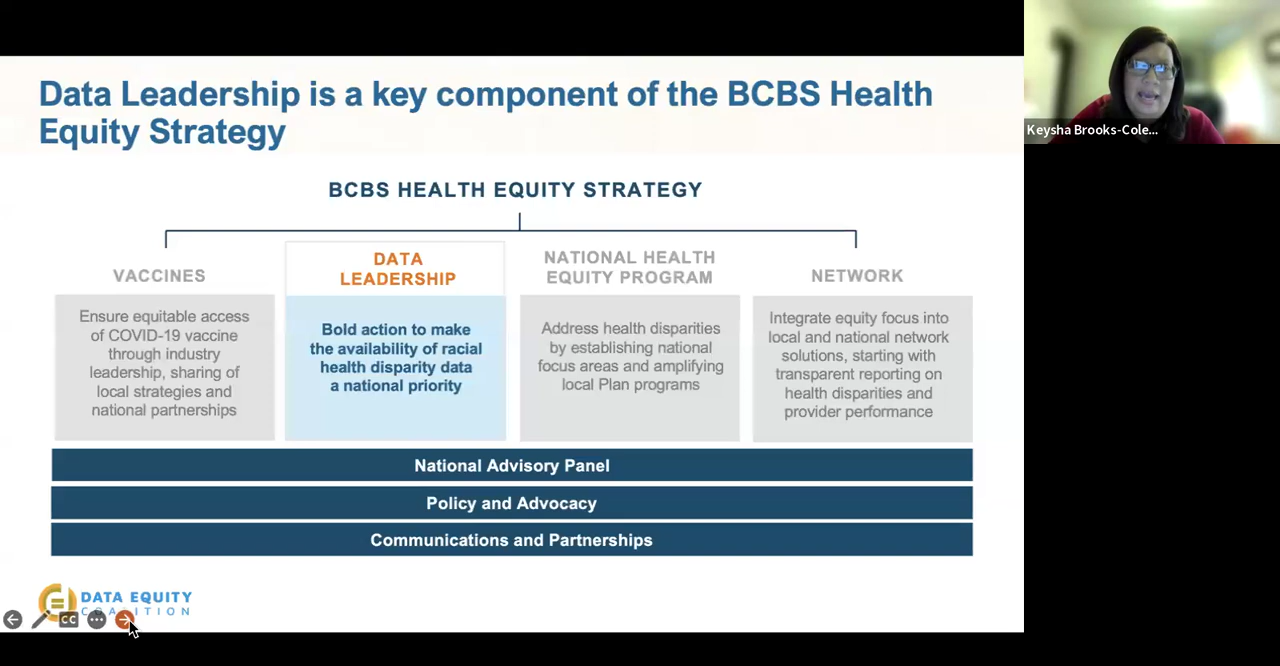 Data Leadership is a key component of the BCBS Health
Equity Strategy
BCBS HEALTH EQUITY STRATEGY
VACCINES
Ensure equitable access
of COVID-19 vaccine
through industry
leadership, sharing of
local strategies and
national partnerships
DATA
LEADERSHIP
Bold action to make
the availability of racial
health disparity data
a national priority
NATIONAL HEALTH
EQUITY PROGRAM
Address health disparities
by establishing national
focus areas and amplifying
local Plan programs
NETWORK
Integrate equity focus into
local and national network
solutions, starting with
transparent reporting on
health disparities and
provider performance
National Advisory Panel
Policy and Advocacy
Communications and Partnerships
DATA EQUITY
COALITION
CC
Keysha Brooks-Cole...